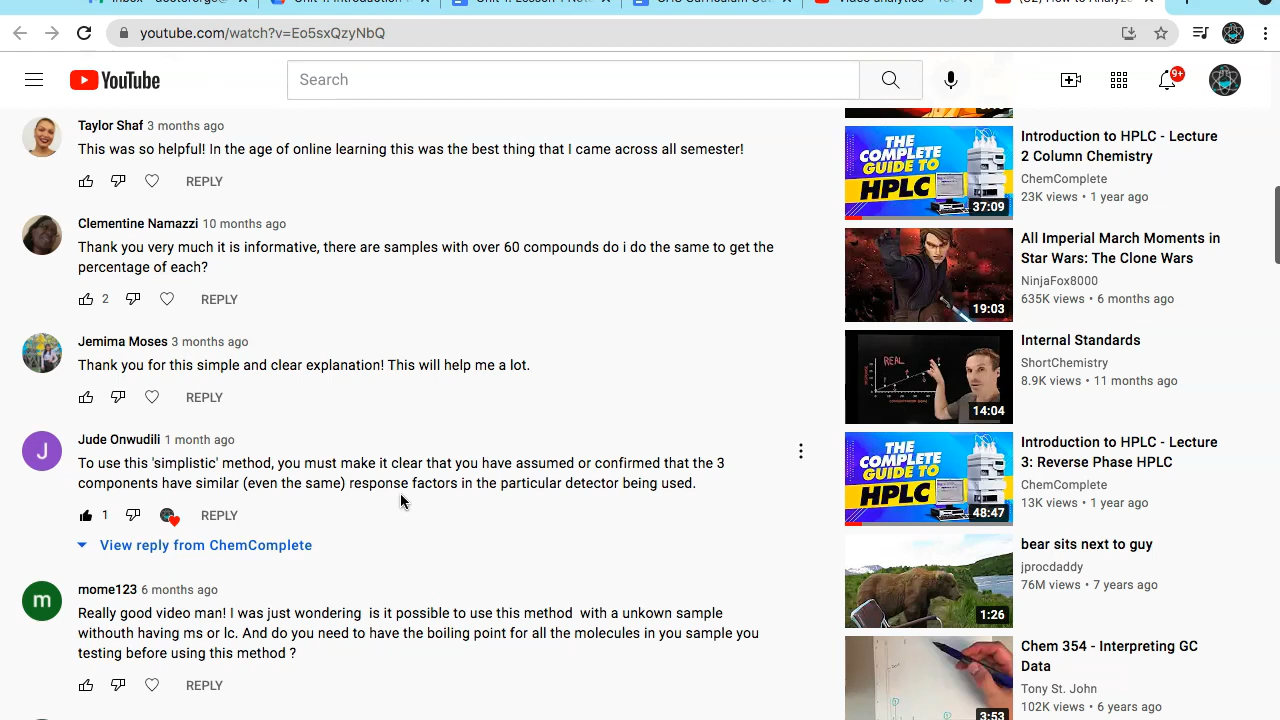 youtube.com/watch?v=Eo5sxQzyNbQ
YouTube
Search
9+
Taylor Shaf 3 months ago
This was so helpful! In the age of online learning this was the best thing that I came across all semester!
REPLY
Clementine Namazzi 10 months ago
Thank you very much it is informative, there are samples with over 60 compounds do i do the same to get the
percentage of each?
2 REPLY
Jemima Moses 3 months ago
Thank you for this simple and clear explanation! This will help me a lot.
REPLY
J
Jude Onwudili 1 month ago
To use this 'simplistic' method, you must make it clear that you have assumed or confirmed that the 3
components have similar (even the same) response factors in the particular detector being used.
1 REPLY
View reply from ChemComplete
m
mome123 6 months ago
Really good video man! I was just wondering is it possible to use this method with a unkown sample
withouth having ms or lc. And do you need to have the boiling point for all the molecules in you sample you
testing before using this method ?
REPLY
THE
COMPLETE
GUIDE TO
HPLC
37:09
Introduction to HPLC - Lecture
2 Column Chemistry
ChemComplete
23K views • 1 year ago
19:03
All Imperial March Moments in
Star Wars: The Clone Wars
NinjaFox8000
635K views • 6 months ago
REAL
14:04
Internal Standards
ShortChemistry
8.9K views • 11 months ago
THE
COMPLETE
GUIDE TO
HPLC
48:47
Introduction to HPLC - Lecture
3: Reverse Phase HPLC
ChemComplete
13K views • 1 year ago
1:26
bear sits next to guy
jprocdaddy
76M views • 7 years ago
3:53
Chem 354 - Interpreting GC
Data
Tony St. John
102K views • 6 years ago